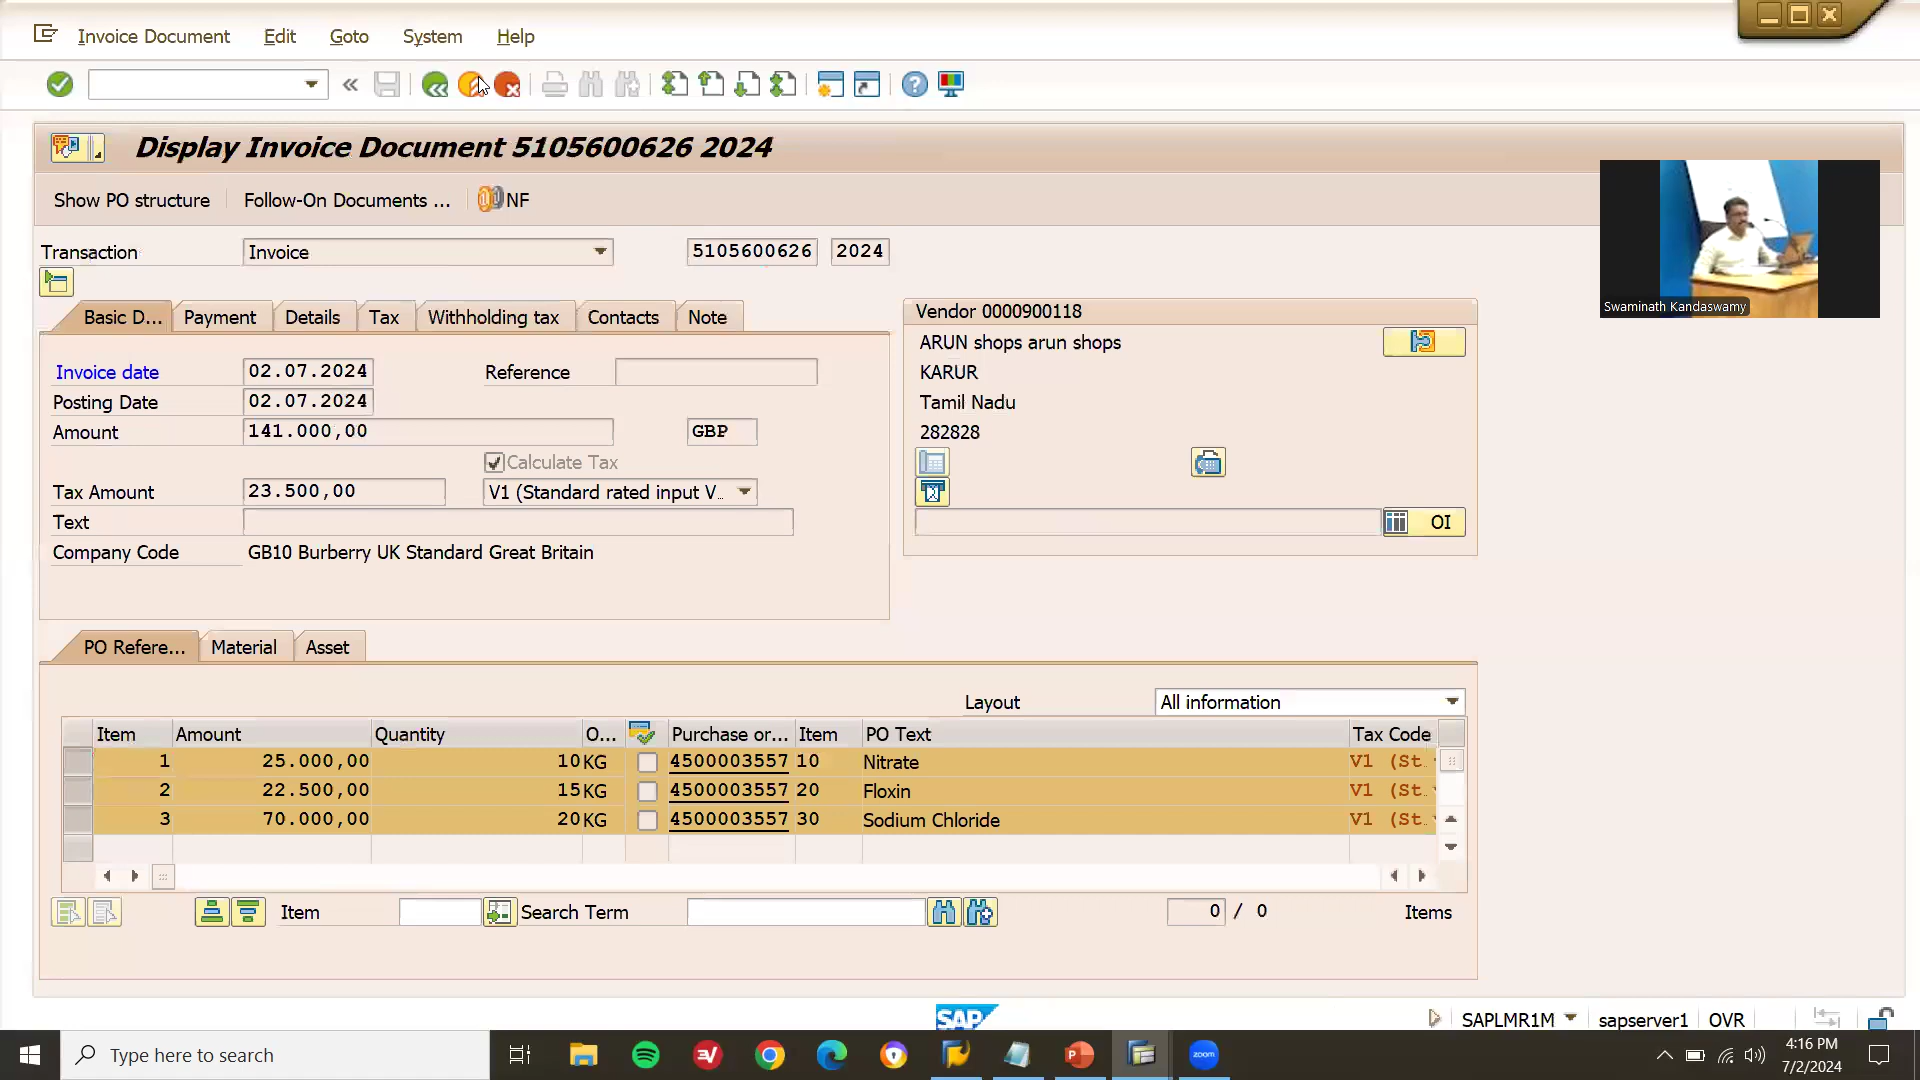 Invoice Document Edit Goto System Help
Display Invoice Document 5105600626 2024
Show PO structure Follow-On Documents ... NF
Transaction Invoice 5105600626 2024
Basic D... Payment Details Tax Withholding tax Contacts Note
Invoice date 02.07.2024 Reference
Posting Date 02.07.2024
Amount 141.000,00 GBP
Calculate Tax
Tax Amount 23.500,00 V1 (Standard rated input V..
Text
Company Code GB10 Burberry UK Standard Great Britain
Vendor 0000900118
ARUN shops arun shops
KARUR
Tamil Nadu
282828
OI
Swaminath Kandaswamy
PO Refere... Material Asset
Layout All information
Item Amount Quantity O... Purchase or... Item PO Text Tax Code
1 25.000,00 10 KG 4500003557 10 Nitrate V1 (St.
2 22.500,00 15 KG 4500003557 20 Floxin V1 (St.
3 70.000,00 20 KG 4500003557 30 Sodium Chloride V1 (St.
Item Search Term 0 / 0 Items
SAP SAPLMR1M sapserver1 OVR
Type here to search
zoom
4:16 PM
7/2/2024